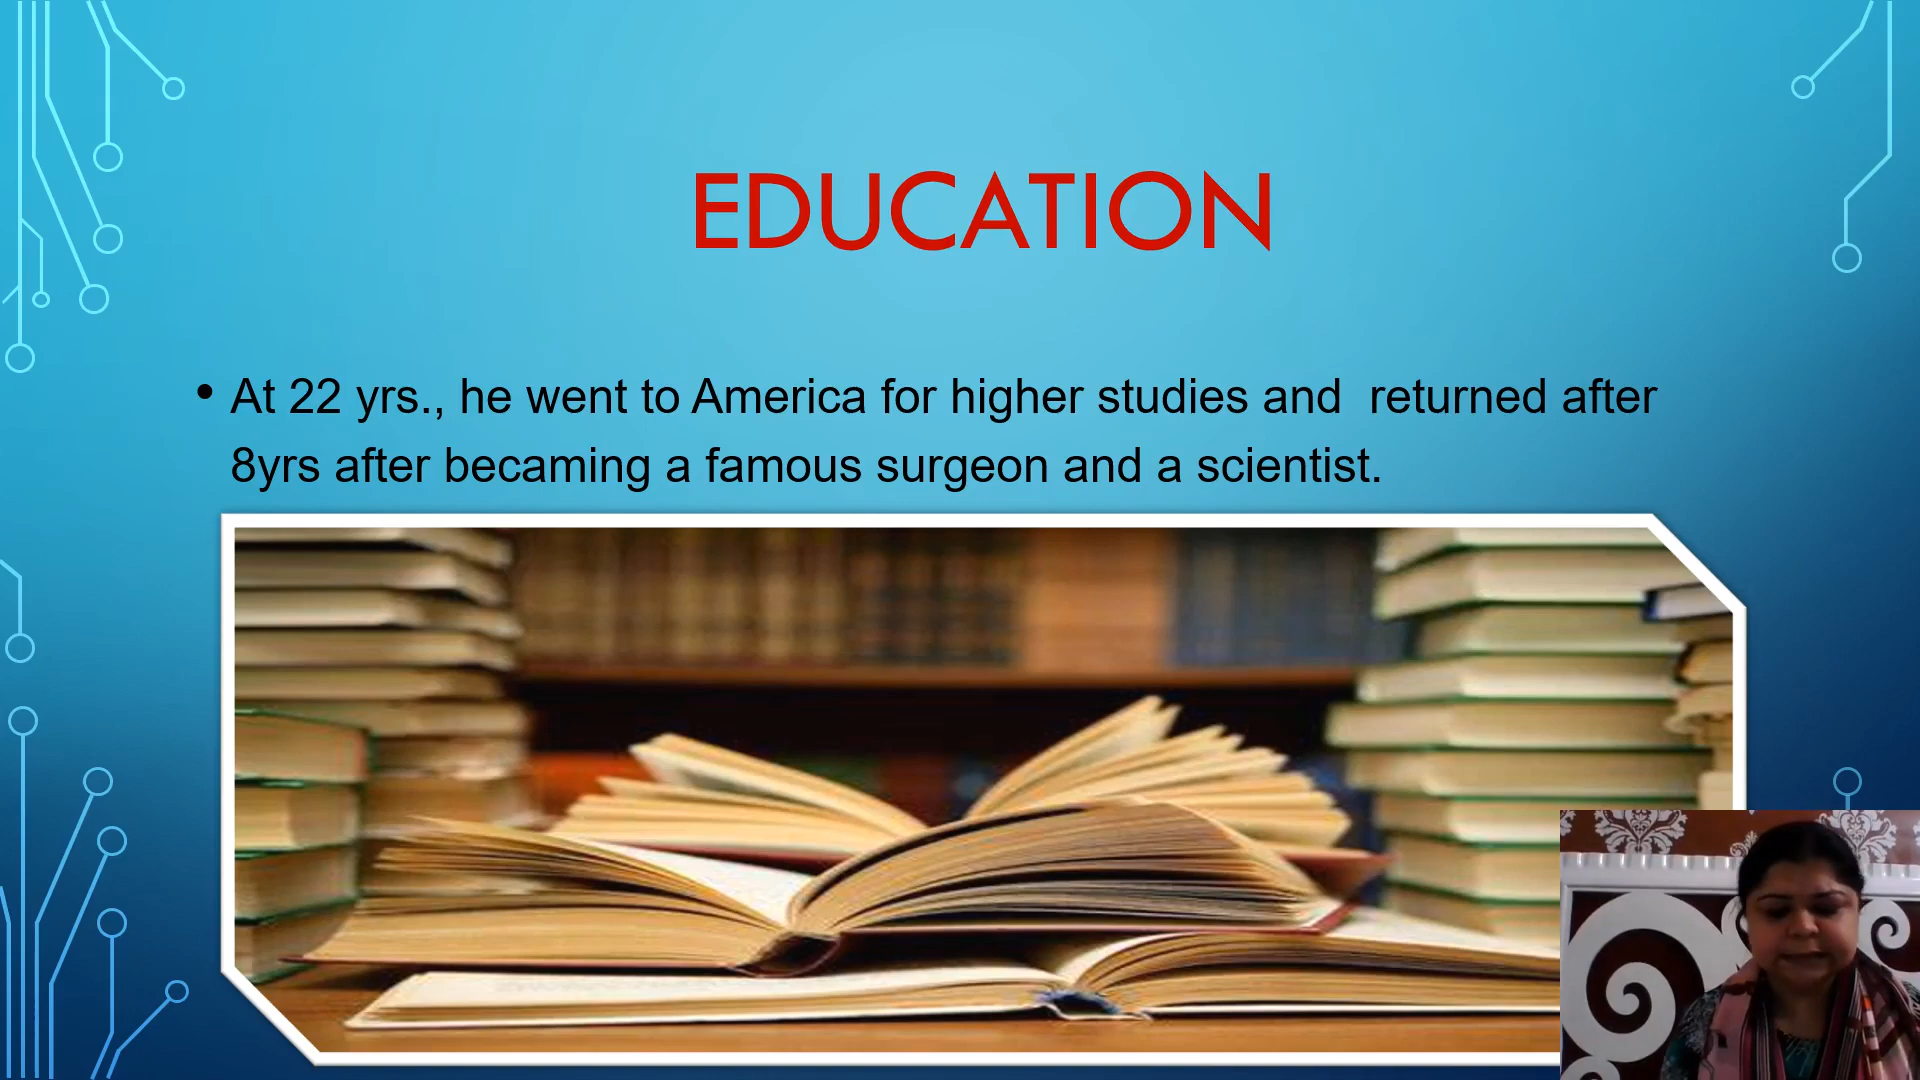 EDUCATION
• At 22 yrs., he went to America for higher studies and  returned after
8yrs after becaming a famous surgeon and a scientist.